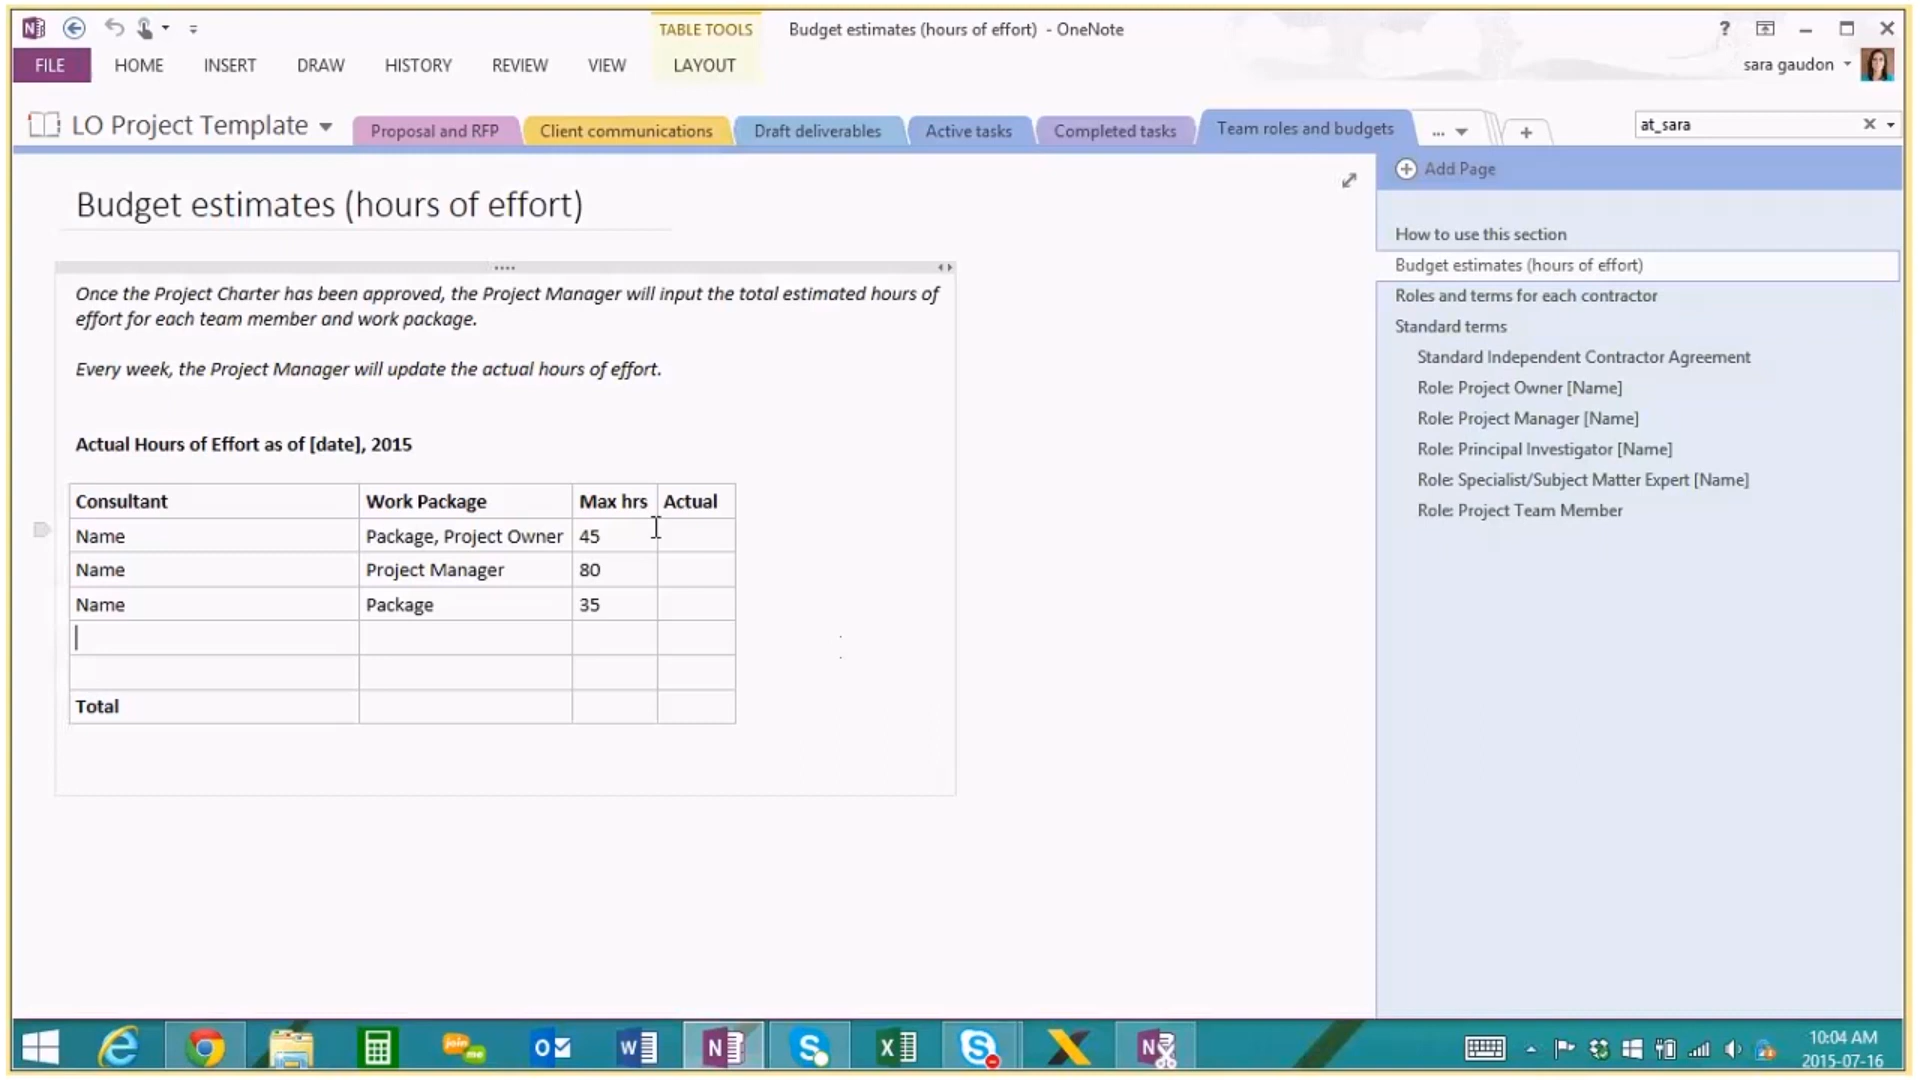 TABLE TOOLS
Budget estimates (hours of effort) - OneNote
?
FILE
HOME
INSERT
DRAW
HISTORY
REVIEW
VIEW
LAYOUT
sara gaudon
LO Project Template
Proposal and RFP
Client communications
Draft deliverables
Active tasks
Completed tasks
Team roles and budgets
...
at_sara
Add Page
Budget estimates (hours of effort)
Once the Project Charter has been approved, the Project Manager will input the total estimated hours of
effort for each team member and work package.
Every week, the Project Manager will update the actual hours of effort.
Actual Hours of Effort as of [date], 2015
Consultant Work Package Max hrs Actual
Name Package, Project Owner 45
Name Project Manager 80
Name Package 35
Total
How to use this section
Budget estimates (hours of effort)
Roles and terms for each contractor
Standard terms
Standard Independent Contractor Agreement
Role: Project Owner [Name]
Role: Project Manager [Name]
Role: Principal Investigator [Name]
Role: Specialist/Subject Matter Expert [Name]
Role: Project Team Member
join
me
10:04 AM
2015-07-16